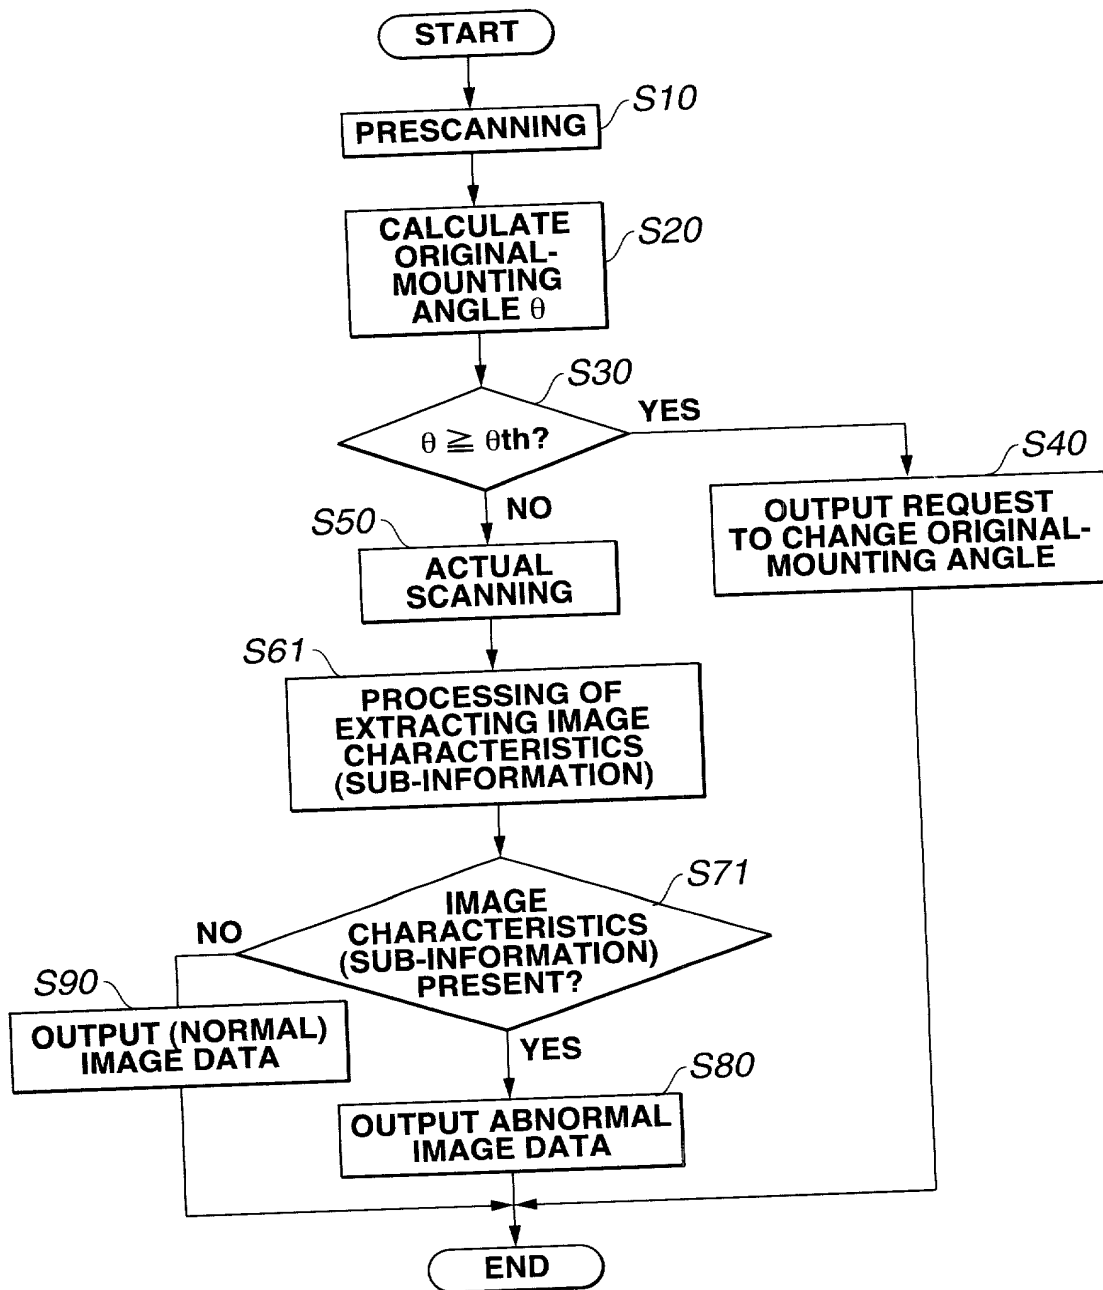 START
S10
PRESCANNING
S20
CALCULATE
ORIGINAL-
MOUNTING
ANGLE θ
S30
YES
θ ≧ θth?
S40
NO
OUTPUT REQUEST
TO CHANGE ORIGINAL-
MOUNTING ANGLE
S50
ACTUAL
SCANNING
S61
PROCESSING OF
EXTRACTING IMAGE
CHARACTERISTICS
(SUB-INFORMATION)
S71
IMAGE
CHARACTERISTICS
(SUB-INFORMATION)
PRESENT?
NO
S90
OUTPUT (NORMAL)
IMAGE DATA
YES
S80
OUTPUT ABNORMAL
IMAGE DATA
END